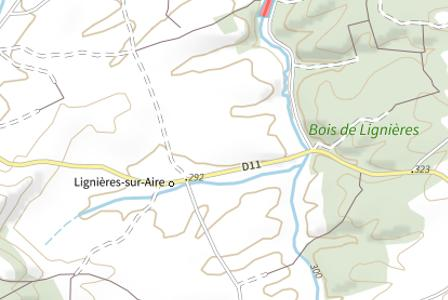 Bois de Lignières
D11
323
Lignières-sur-Aire
292
300